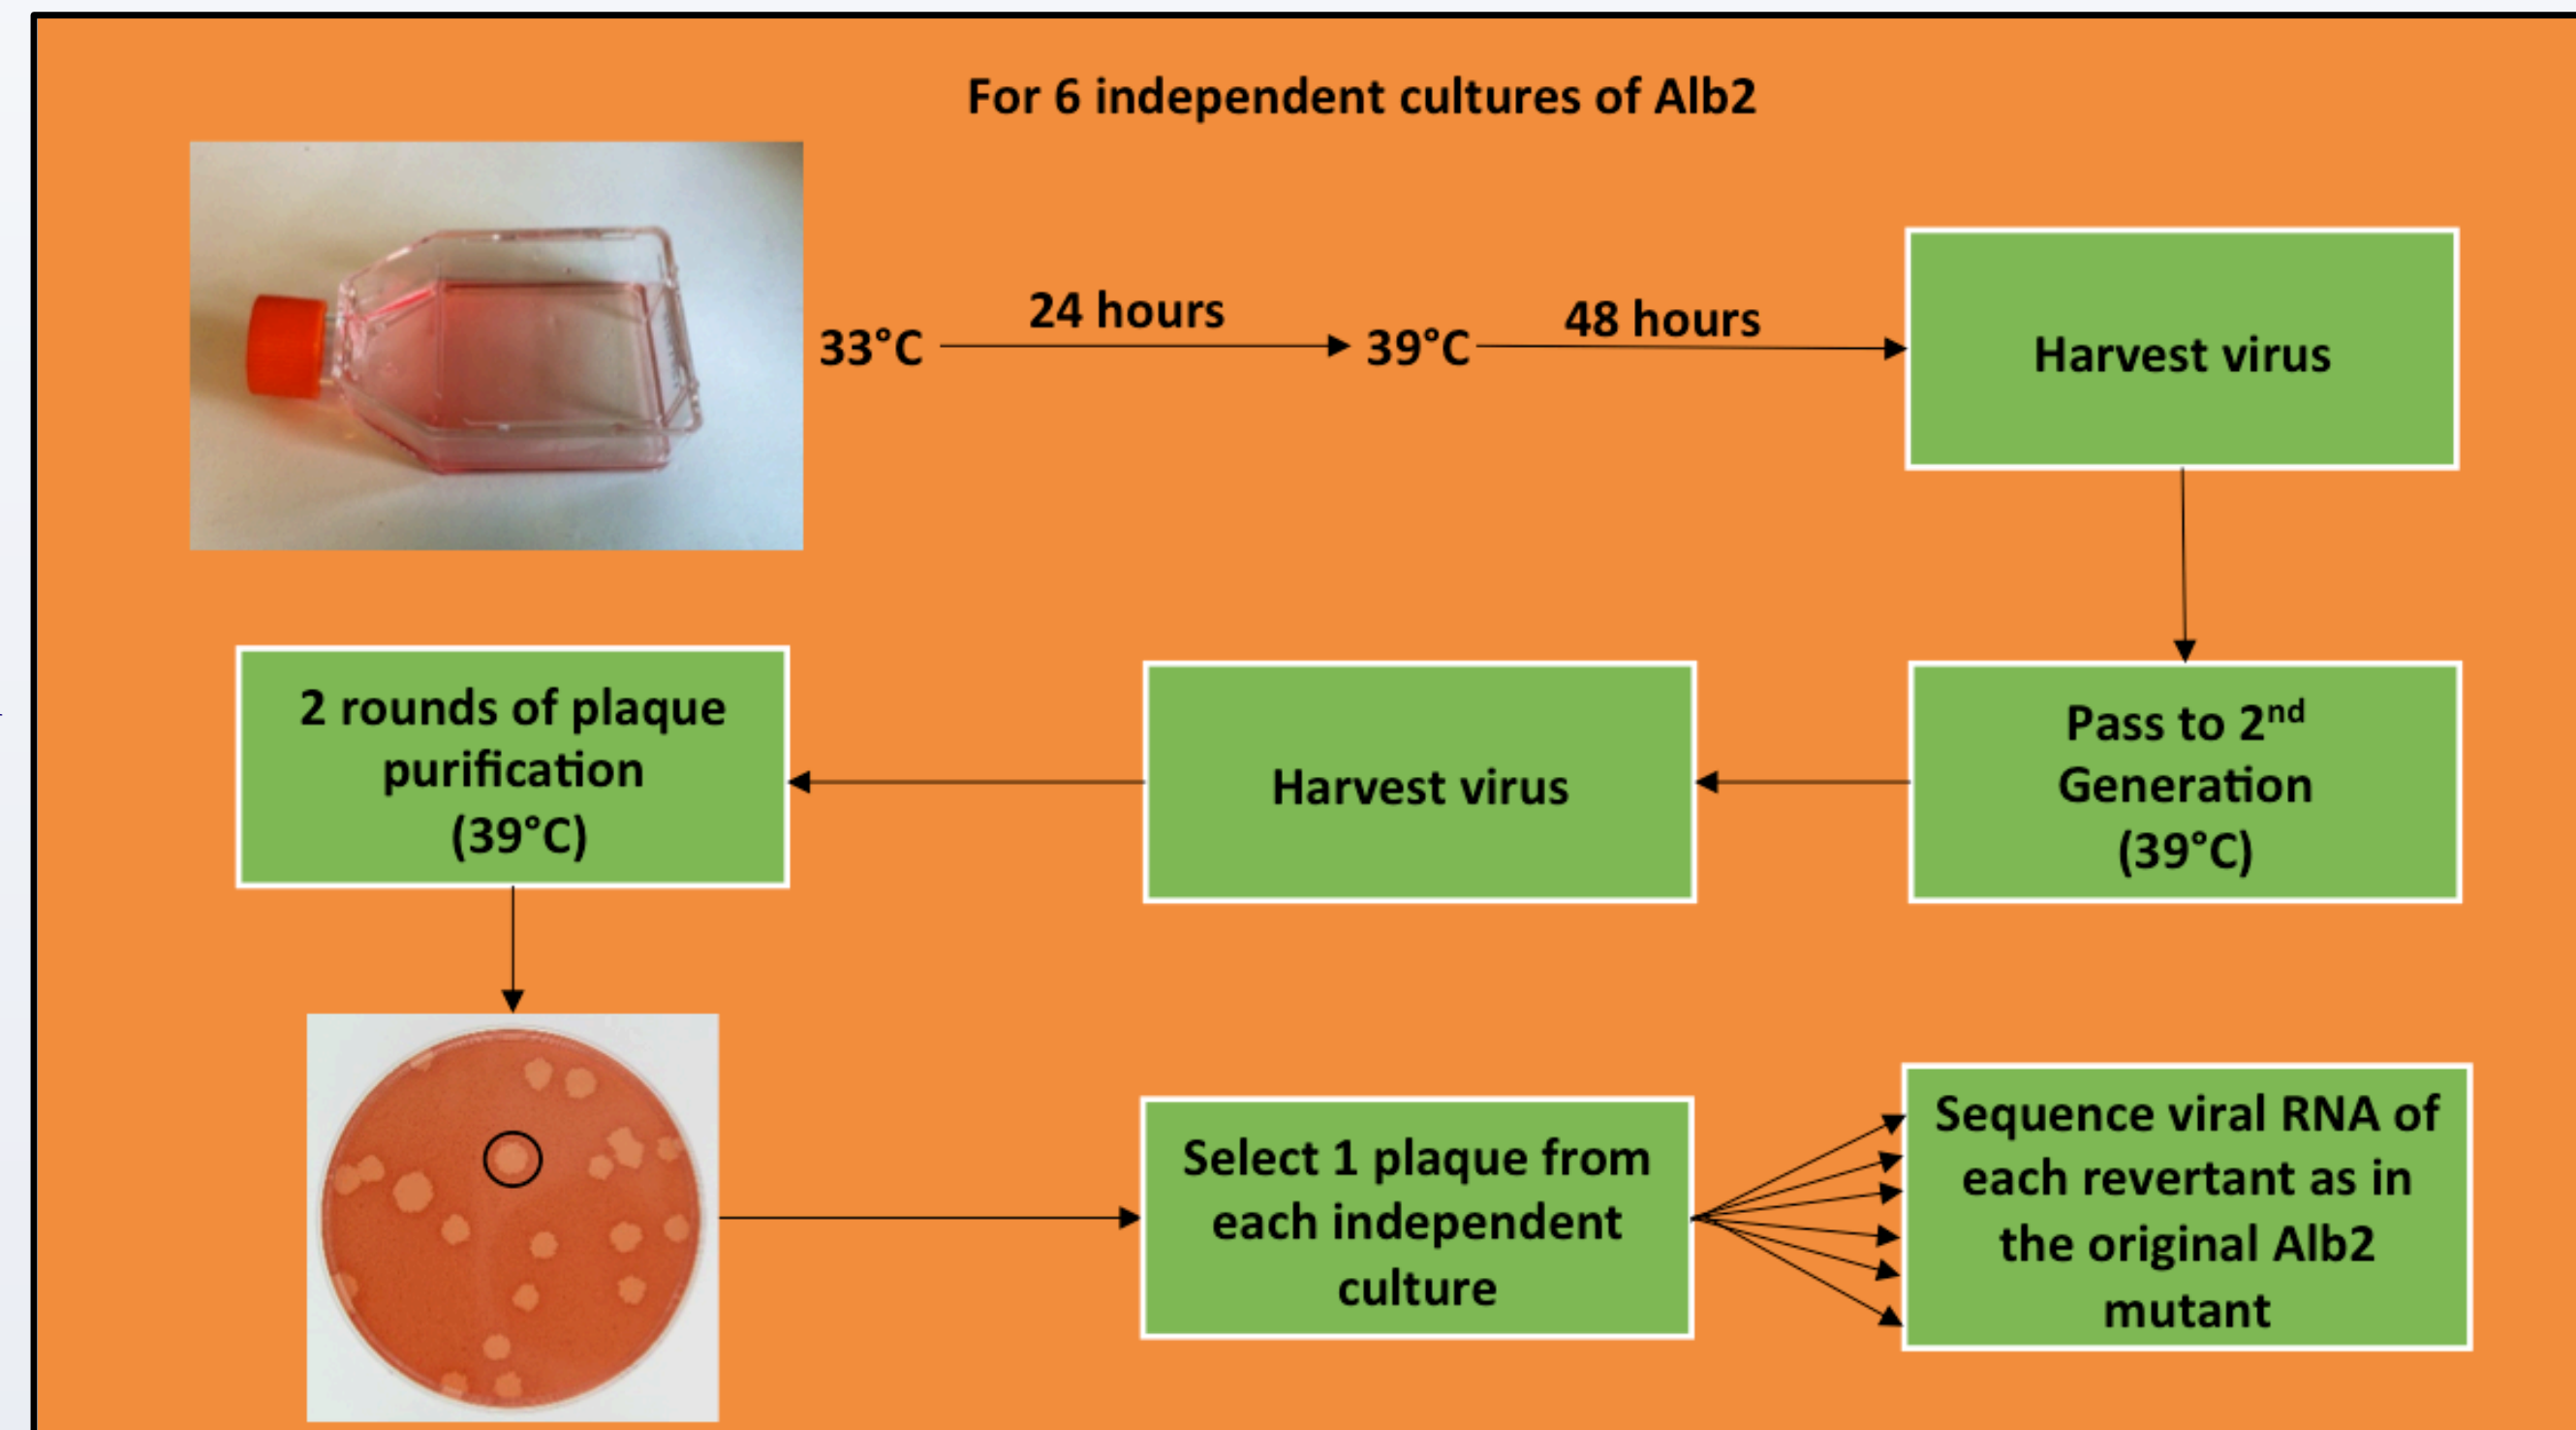 For 6 independent cultures of Alb2
33°C
24 hours
39°C
48 hours
Harvest virus
Pass to 2nd
Generation
(39°C)
Harvest virus
2 rounds of plaque
purification
(39°C)
Select 1 plaque from
each independent
culture
Sequence viral RNA of
each revertant as in
the original Alb2
mutant